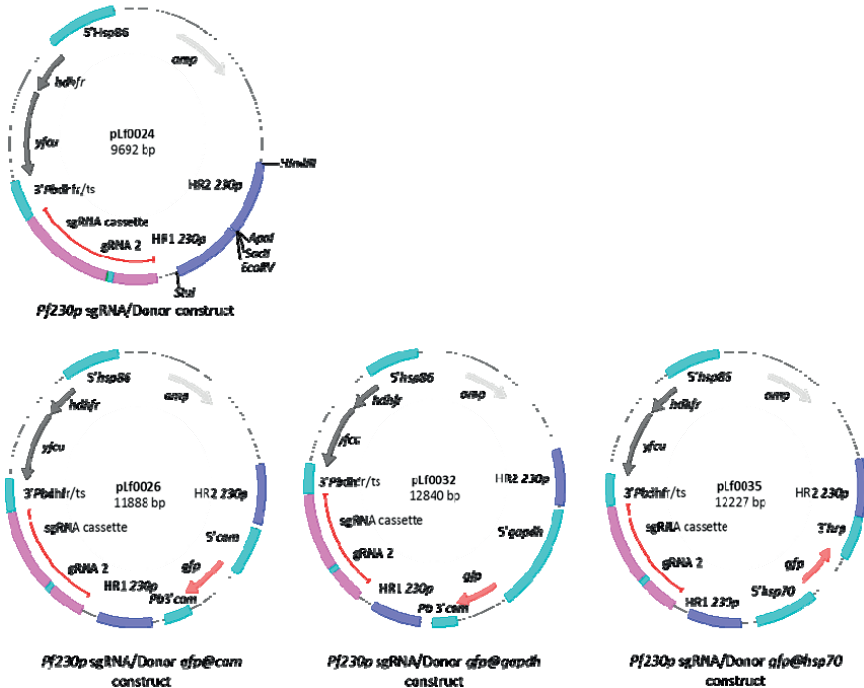 5'Hsp86
amp
hdhfr
pLf0024
yfcu
9692 bp
HindIII
HR2 230p
3'Pbdhfr/ts
sgRNA cassette
gRNA 2
HR1 230p
ApaI
SacII
EcoRV
StuI
Pf230p sgRNA/Donor construct
5'hsp86
amp
hdhfr
yfcu
3'Pbdhfr/ts
pLf0026
11888 bp
HR2 230p
sgRNA cassette
5'cam
gRNA 2
gfp
HR1 230p
Pb3'cam
Pf230p sgRNA/Donor gfp@cam
construct
5'hsp86
amp
hdhfr
yfcu
HR2 230p
3'Pbdhfr/ts
pLf0032
12840 bp
sgRNA cassette
5'gapdh
gRNA 2
gfp
HR1 230p
Pb 3'cam
Pf230p sgRNA/Donor gfp@gapdh
construct
5'hsp86
amp
hdhfr
yfcu
3'Pbdhfr/ts
pLf0035
12227 bp
HR2 230p
sgRNA cassette
3'hrp
gRNA 2
gfp
5'hsp70
HR1 230p
Pf230p sgRNA/Donor gfp@hsp70
construct